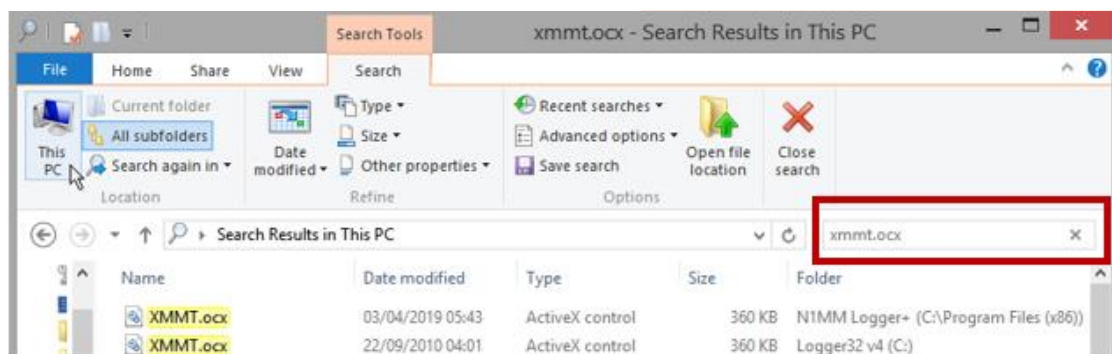 Search Tools
xmmt.ocx - Search Results in This PC
File Home Share View Search
Current folder
All subfolders
Search again in
This PC
Location
Date modified
Type
Size
Other properties
Refine
Recent searches
Advanced options
Save search
Open file location
Options
Close search
Search Results in This PC
xmmt.ocx
Name Date modified Type Size Folder
XMMT.ocx 03/04/2019 05:43 ActiveX control 360 KB N1MM Logger+ (C:\Program Files (x86))
XMMT.ocx 22/09/2010 04:01 ActiveX control 360 KB Logger32 v4 (C:)